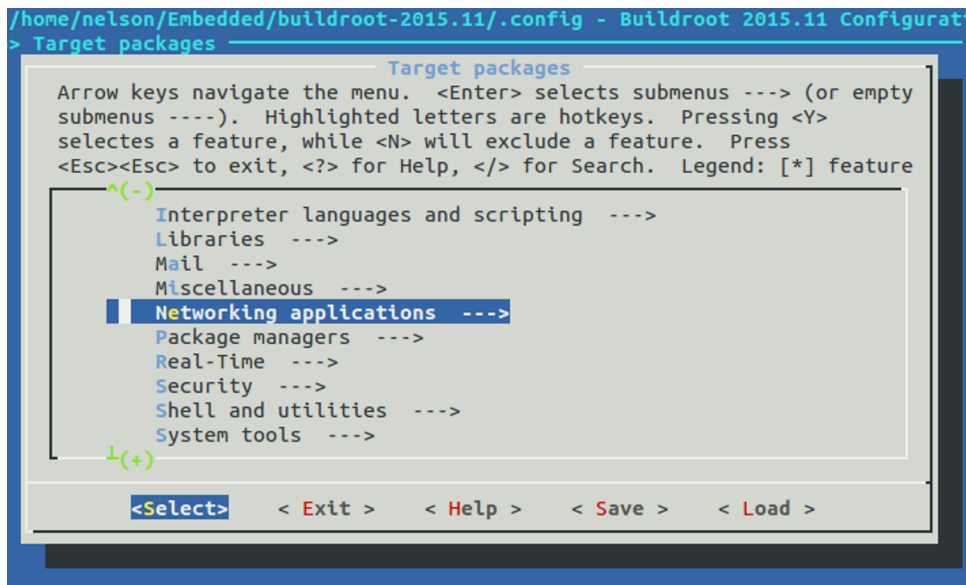 /home/nelson/Embedded/buildroot-2015.11/.config - Buildroot 2015.11 Configurat
> Target packages
Target packages
Arrow keys navigate the menu. <Enter> selects submenus ---> (or empty
submenus ----). Highlighted letters are hotkeys. Pressing <Y>
selectes a feature, while <N> will exclude a feature. Press
<Esc><Esc> to exit, <?> for Help, </> for Search. Legend: [*] feature
^(-)
Interpreter languages and scripting --->
Libraries --->
Mail --->
Miscellaneous --->
Networking applications --->
Package managers --->
Real-Time --->
Security --->
Shell and utilities --->
System tools --->
┴(+)
<Select> < Exit > < Help > < Save > < Load >